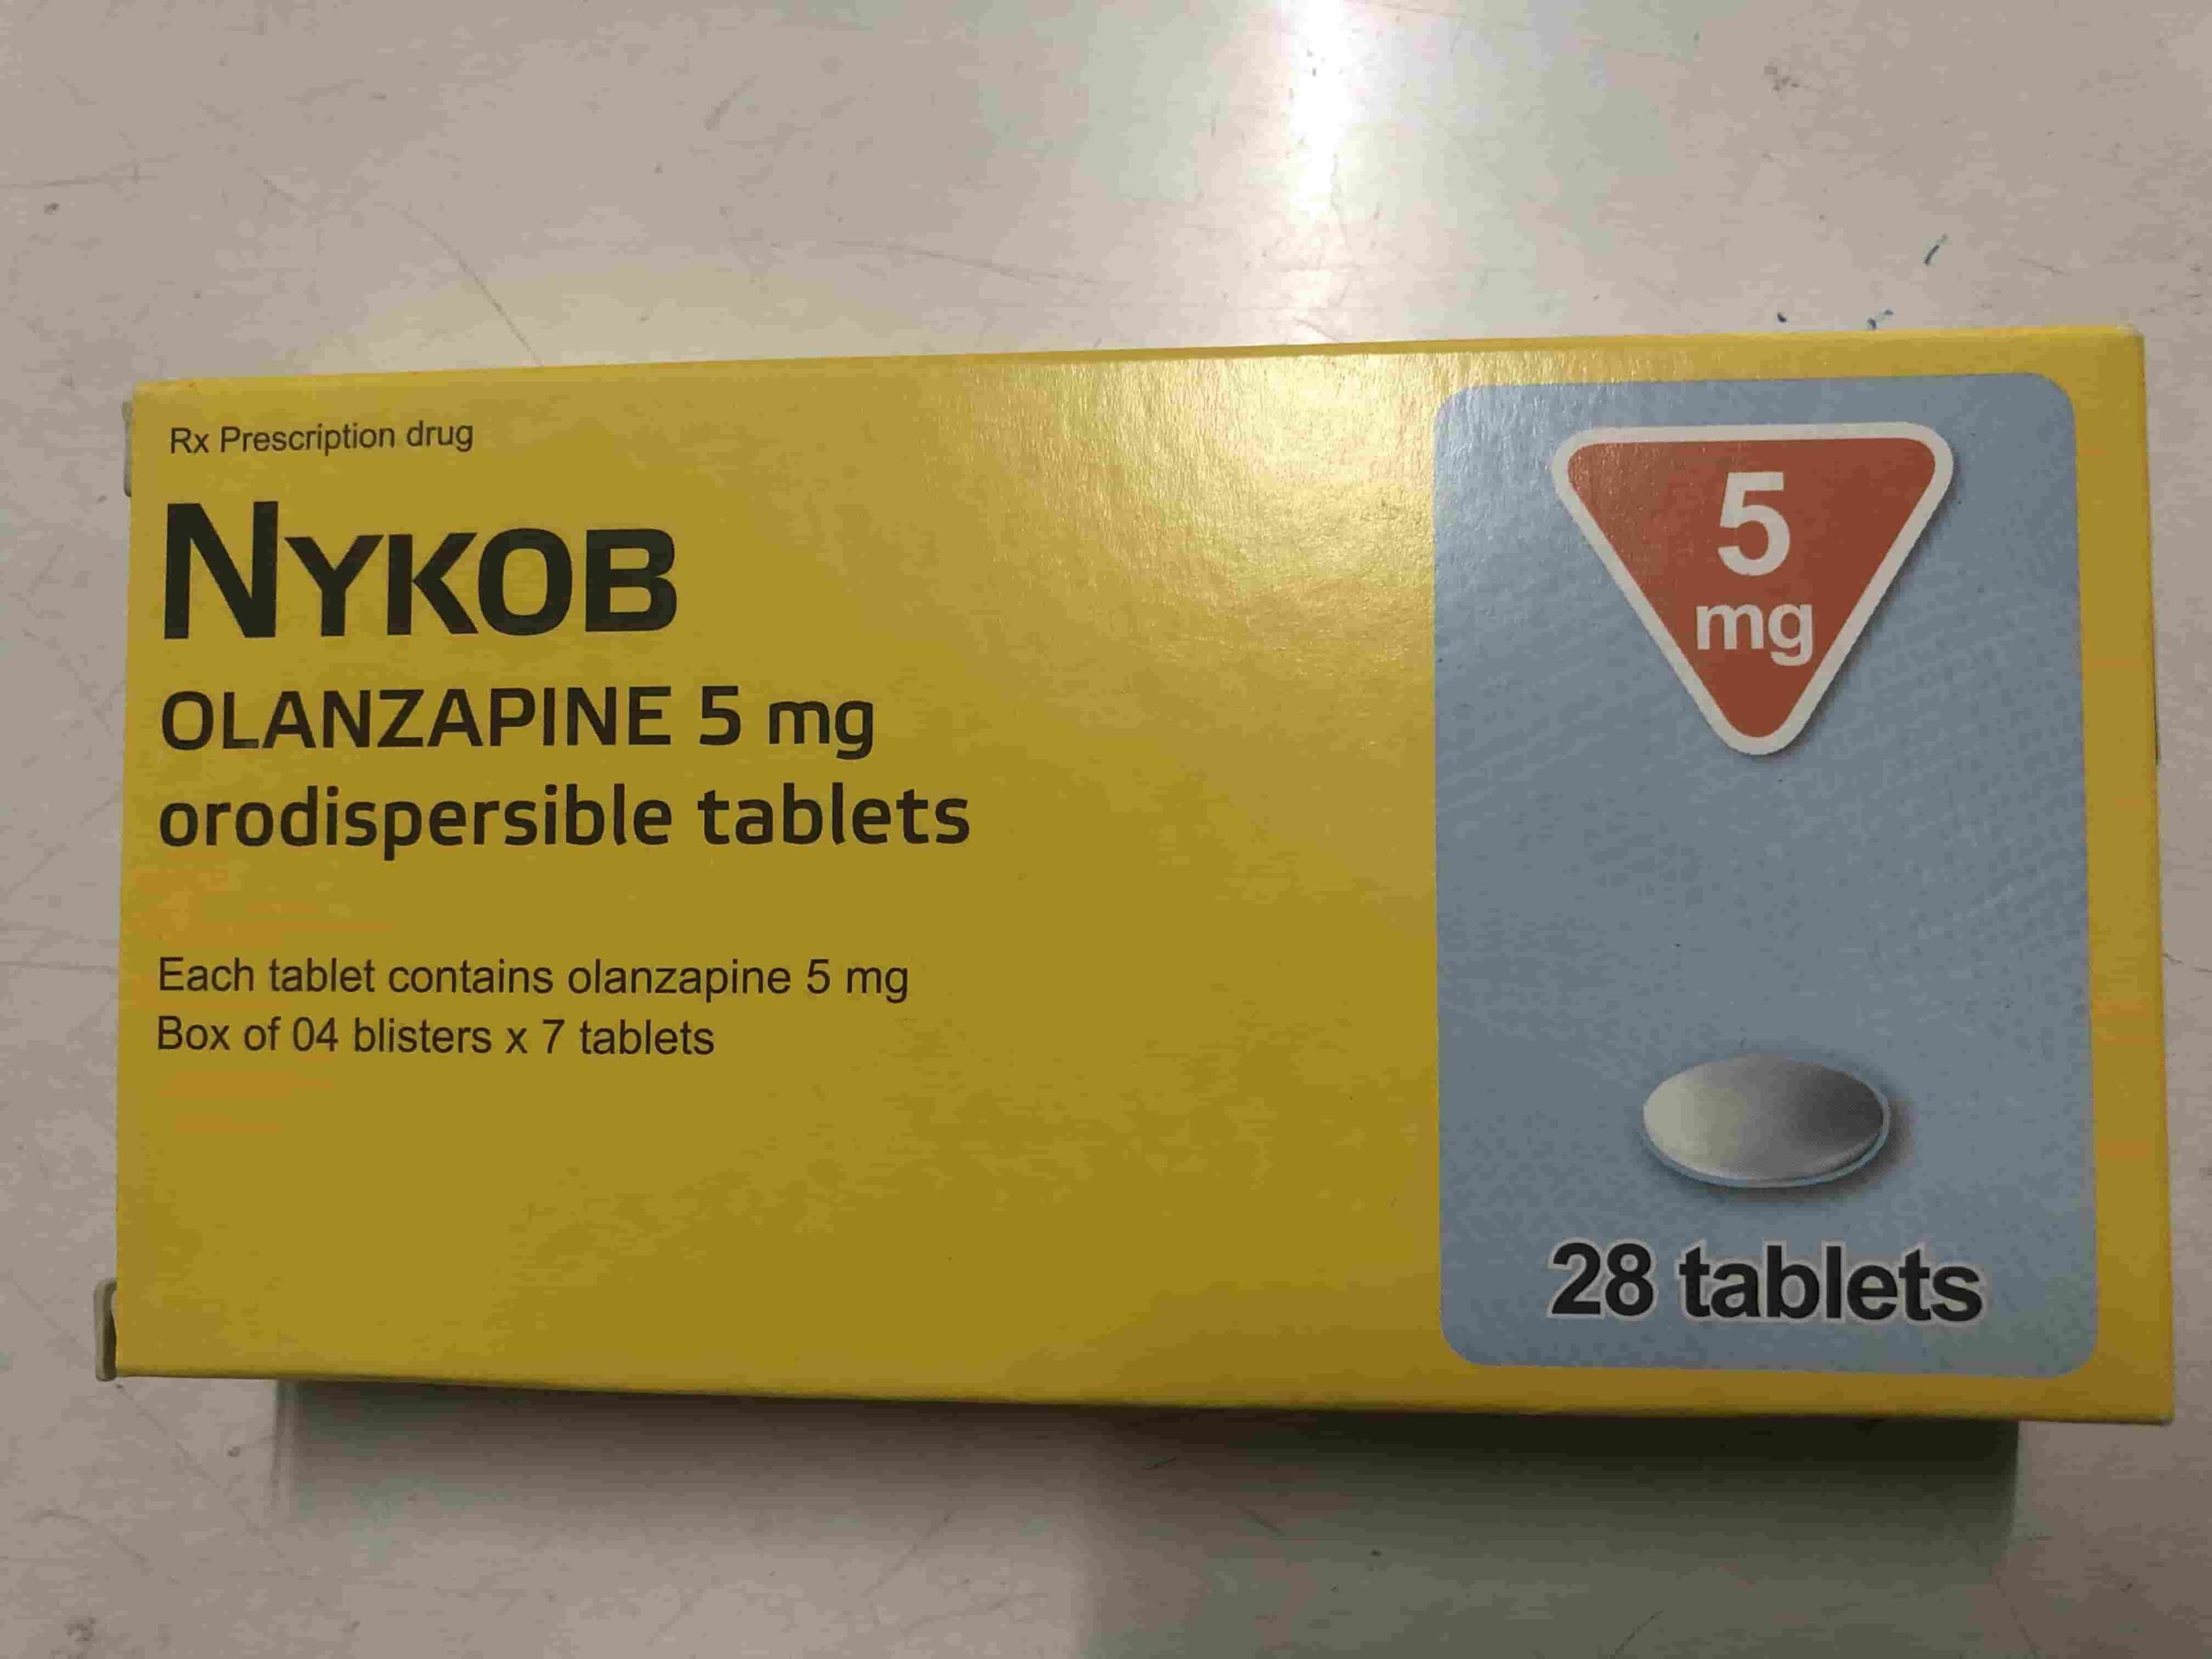 Rx Prescription drug
NYKOB
OLANZAPINE 5 mg
orodispersible tablets
Each tablet contains olanzapine 5 mg
Box of 04 blisters x 7 tablets
5
mg
28 tablets